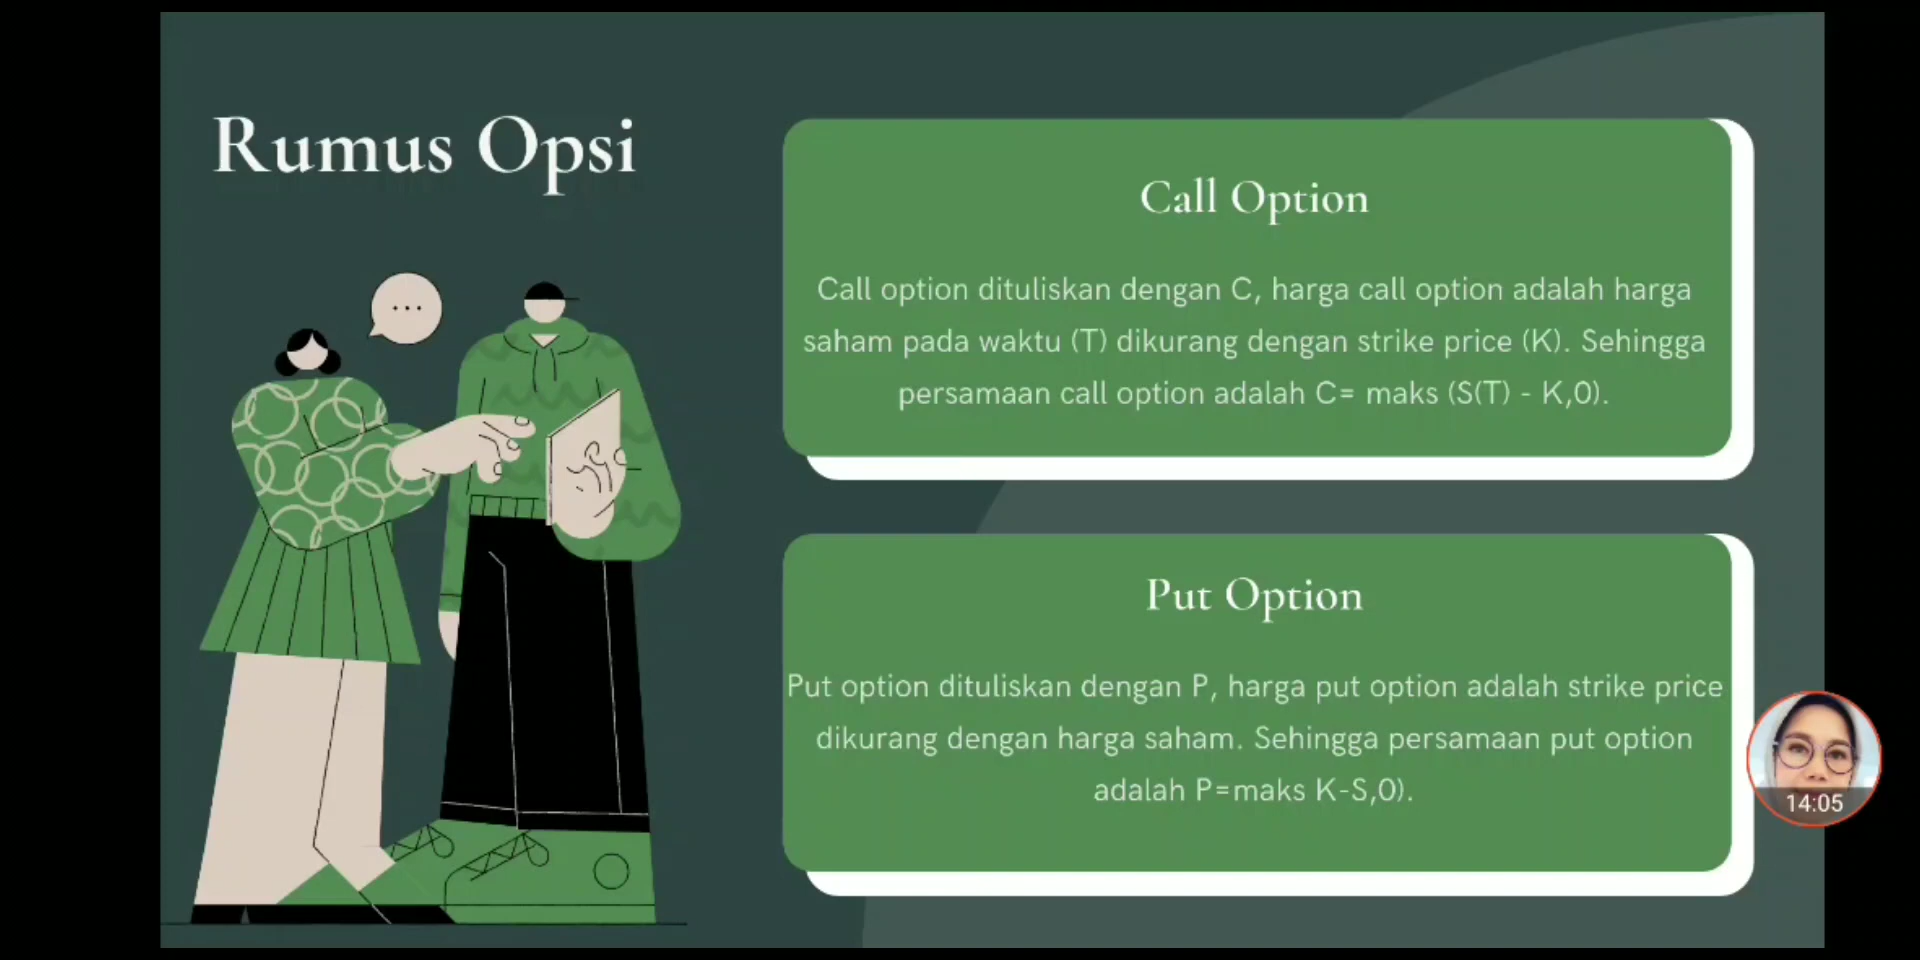 Rumus Opsi
Call Option
Call option dituliskan dengan C, harga call option adalah harga
saham pada waktu (T) dikurang dengan strike price (K). Sehingga
persamaan call option adalah C= maks (S(T) - K,0).
Put Option
Put option dituliskan dengan P, harga put option adalah strike price
dikurang dengan harga saham. Sehingga persamaan put option
adalah P=maks K-S,0).
14:05